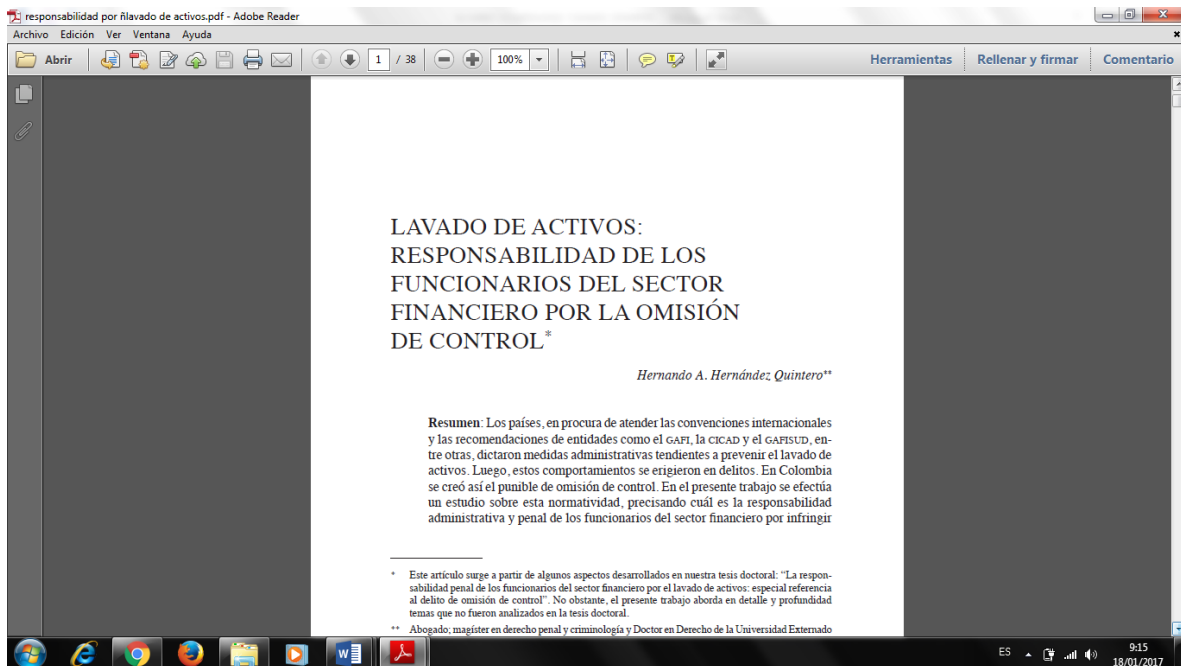 responsabilidad por ñlavado de activos.pdf - Adobe Reader
Archivo Edición Ver Ventana Ayuda
Abrir 1 / 38 100% Herramientas Rellenar y firmar Comentario
LAVADO DE ACTIVOS:
RESPONSABILIDAD DE LOS
FUNCIONARIOS DEL SECTOR
FINANCIERO POR LA OMISIÓN
DE CONTROL*
Hernando A. Hernández Quintero**
Resumen: Los países, en procura de atender las convenciones internacionales
y las recomendaciones de entidades como el GAFI, la CICAD y el GAFISUD, en-
tre otras, dictaron medidas administrativas tendientes a prevenir el lavado de
activos. Luego, estos comportamientos se erigieron en delitos. En Colombia
se creó así el punible de omisión de control. En el presente trabajo se efectúa
un estudio sobre esta normatividad, precisando cuál es la responsabilidad
administrativa y penal de los funcionarios del sector financiero por infringir
* Este artículo surge a partir de algunos aspectos desarrollados en nuestra tesis doctoral: “La respon-
sabilidad penal de los funcionarios del sector financiero por el lavado de activos: especial referencia
al delito de omisión de control”. No obstante, el presente trabajo aborda en detalle y profundidad
temas que no fueron analizados en la tesis doctoral.
** Abogado; magíster en derecho penal y criminología y Doctor en Derecho de la Universidad Externado
ES 9:15
18/01/2017